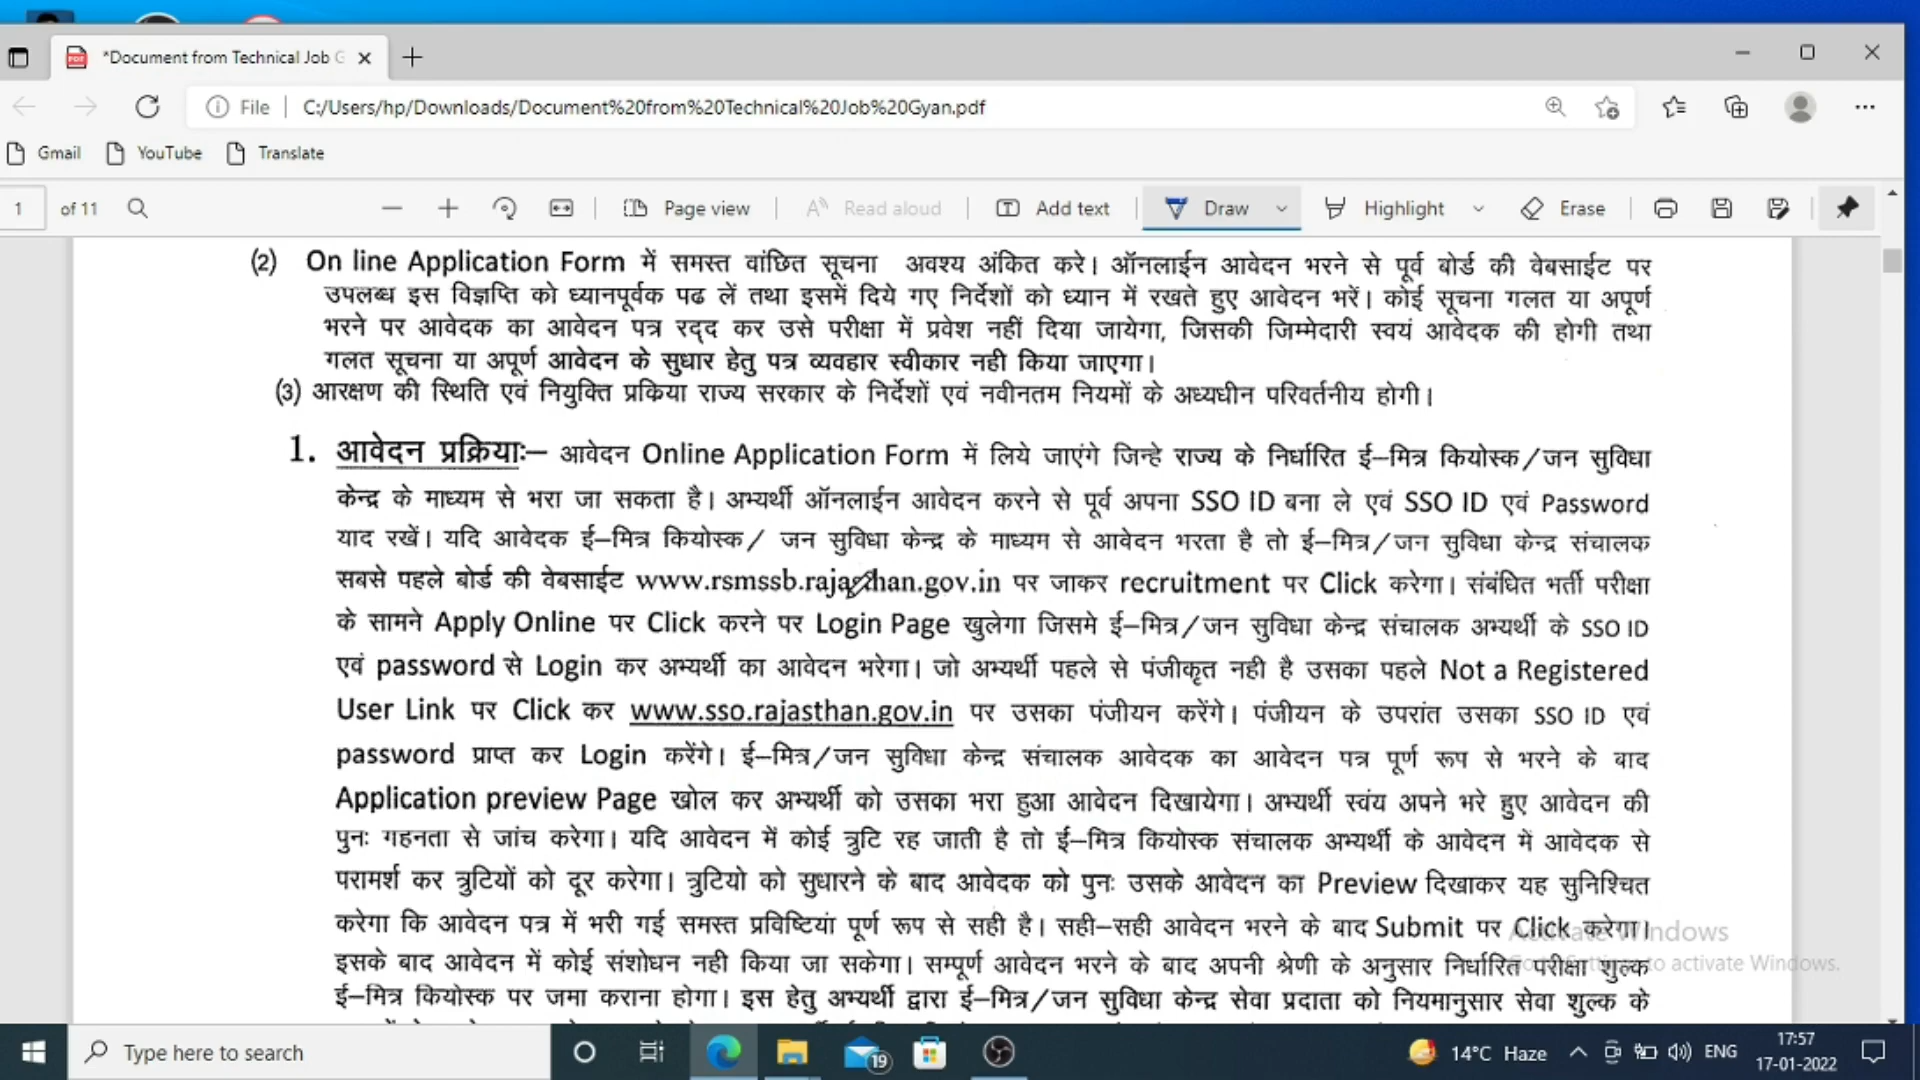 *Document from Technical Job G
File C:/Users/hp/Downloads/Document%20from%20Technical%20Job%20Gyan.pdf
Gmail YouTube Translate
1 of 11 Page view Read aloud Add text Draw Highlight Erase
(2) On line Application Form में समस्त वांछित सूचना अवश्य अंकित करे। ऑनलाईन आवेदन भरने से पूर्व बोर्ड की वेबसाईट पर
उपलब्ध इस विज्ञप्ति को ध्यानपूर्वक पढ लें तथा इसमें दिये गए निर्देशों को ध्यान में रखते हुए आवेदन भरें। कोई सूचना गलत या अपूर्ण
भरने पर आवेदक का आवेदन पत्र रद्द कर उसे परीक्षा में प्रवेश नहीं दिया जायेगा, जिसकी जिम्मेदारी स्वयं आवेदक की होगी तथा
गलत सूचना या अपूर्ण आवेदन के सुधार हेतु पत्र व्यवहार स्वीकार नही किया जाएगा।
(3) आरक्षण की स्थिति एवं नियुक्ति प्रकिया राज्य सरकार के निर्देशों एवं नवीनतम नियमों के अध्यधीन परिवर्तनीय होगी।
1. आवेदन प्रक्रियाः– आवेदन Online Application Form में लिये जाएंगे जिन्हे राज्य के निर्धारित ई–मित्र कियोस्क/जन सुविधा
केन्द्र के माध्यम से भरा जा सकता है। अभ्यर्थी ऑनलाईन आवेदन करने से पूर्व अपना SSO ID बना ले एवं SSO ID एवं Password
याद रखें। यदि आवेदक ई–मित्र कियोस्क/ जन सुविधा केन्द्र के माध्यम से आवेदन भरता है तो ई–मित्र/जन सुविधा केन्द्र संचालक
सबसे पहले बोर्ड की वेबसाईट www.rsmssb.rajasthan.gov.in पर जाकर recruitment पर Click करेगा। संबंधित भर्ती परीक्षा
के सामने Apply Online पर Click करने पर Login Page खुलेगा जिसमे ई–मित्र/जन सुविधा केन्द्र संचालक अभ्यर्थी के SSO ID
एवं password से Login कर अभ्यर्थी का आवेदन भरेगा। जो अभ्यर्थी पहले से पंजीकृत नही है उसका पहले Not a Registered
User Link पर Click कर www.sso.rajasthan.gov.in पर उसका पंजीयन करेंगे। पंजीयन के उपरांत उसका SSO ID एवं
password प्राप्त कर Login करेंगे। ई–मित्र/जन सुविधा केन्द्र संचालक आवेदक का आवेदन पत्र पूर्ण रूप से भरने के बाद
Application preview Page खोल कर अभ्यर्थी को उसका भरा हुआ आवेदन दिखायेगा। अभ्यर्थी स्वंय अपने भरे हुए आवेदन की
पुनः गहनता से जांच करेगा। यदि आवेदन में कोई त्रुटि रह जाती है तो ई–मित्र कियोस्क संचालक अभ्यर्थी के आवेदन में आवेदक से
परामर्श कर त्रुटियों को दूर करेगा। त्रुटियो को सुधारने के बाद आवेदक को पुनः उसके आवेदन का Preview दिखाकर यह सुनिश्चित
करेगा कि आवेदन पत्र में भरी गई समस्त प्रविष्टियां पूर्ण रूप से सही है। सही–सही आवेदन भरने के बाद Submit पर Click करेगा।
Activate Windows
इसके बाद आवेदन में कोई संशोधन नही किया जा सकेगा। सम्पूर्ण आवेदन भरने के बाद अपनी श्रेणी के अनुसार निर्धारित परीक्षा शुल्क
Go to Settings to activate Windows.
ई–मित्र कियोस्क पर जमा कराना होगा। इस हेतु अभ्यर्थी द्वारा ई–मित्र/जन सुविधा केन्द्र सेवा प्रदाता को नियमानुसार सेवा शुल्क के
Type here to search 19 14°C Haze ENG 17:57
17-01-2022